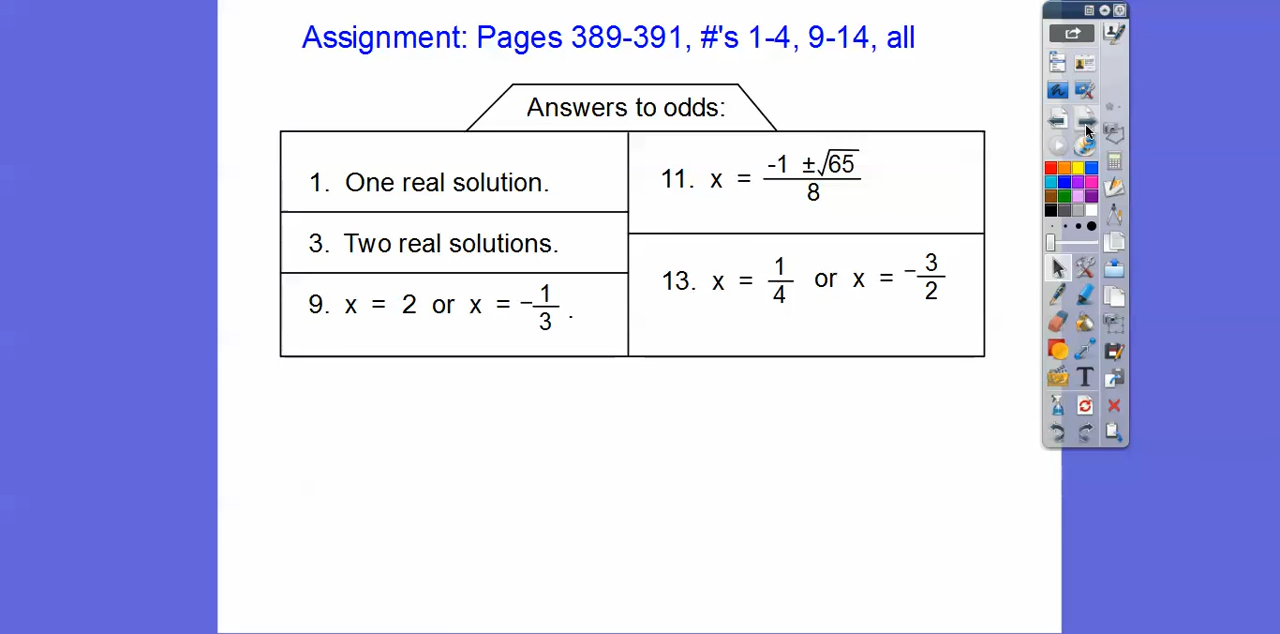 Assignment: Pages 389-391, #'s 1-4, 9-14, all
Answers to odds:
1. One real solution.
3. Two real solutions.
9. x = 2 or x = -1/3 .
11. x = (-1 ±√65)/8
13. x = 1/4 or x = -3/2
T